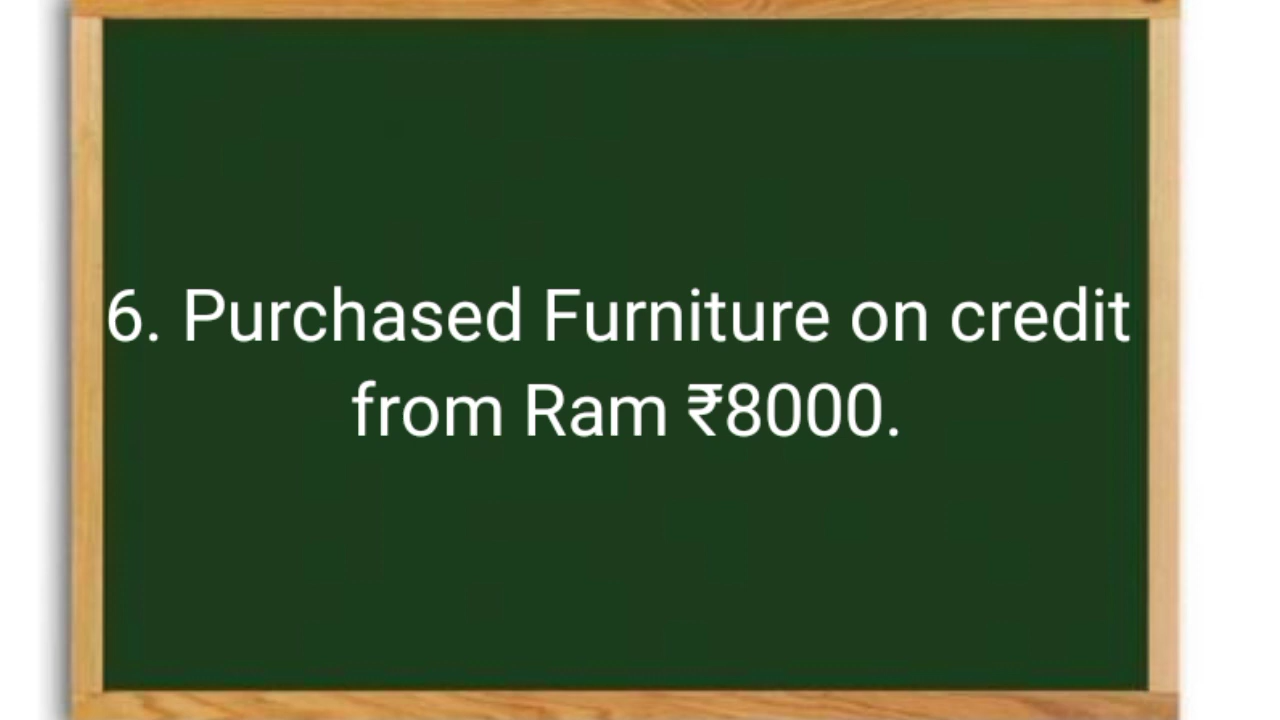 6. Purchased Furniture on credit
from Ram ₹8000.